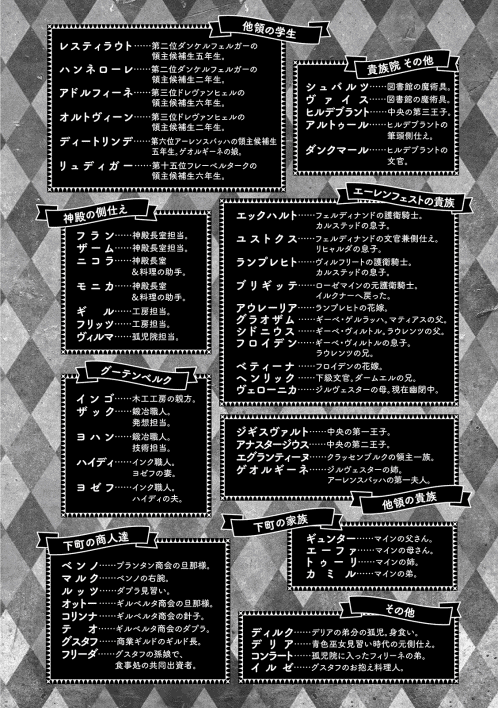 他領の学生
レスティラウト……第二位ダンケルフェルガーの
領主候補生五年生。
ハンネローレ……第二位ダンケルフェルガーの
領主候補生二年生。
アドルフィーネ……第三位ドレヴァンヒェルの
領主候補生六年生。
オルトヴィーン……第三位ドレヴァンヒェルの
領主候補生二年生。
ディートリンデ……第六位アーレンスバッハの領主候補生
五年生。ゲオルギーネの娘。
リュディガー……第十五位フレーベルタークの
領主候補生六年生。
貴族院 その他
シュバルツ……図書館の魔術具。
ヴァイス……図書館の魔術具。
ヒルデブラント……中央の第三王子。
アルトゥール……ヒルデブラントの
筆頭側仕え。
ダンクマール……ヒルデブラントの
文官。
神殿の側仕え
フラン……神殿長室担当。
ザーム……神殿長室担当。
ニコラ……神殿長室
&料理の助手。
モニカ……神殿長室
&料理の助手。
ギル……工房担当。
フリッツ……工房担当。
ヴィルマ……孤児院担当。
エーレンフェストの貴族
エックハルト……フェルディナンドの護衛騎士。
カルステッドの息子。
ユストクス……フェルディナンドの文官兼側仕え。
リヒャルダの息子。
ランプレヒト……ヴィルフリートの護衛騎士。
カルステッドの息子。
ブリギッテ……ローゼマインの元護衛騎士。
イルクナーへ戻った。
アウレーリア……ランプレヒトの花嫁。
グラオザム……ギーベ・ゲルラッハ。マティアスの父。
シドニウス……ギーベ・ヴィルトル。ラウレンツの父。
フロイデン……ギーベ・ヴィルトルの息子。
ラウレンツの兄。
ベティーナ……フロイデンの花嫁。
ヘンリック……下級文官。ダームエルの兄。
ヴェローニカ……ジルヴェスターの母。現在幽閉中。
グーテンベルク
インゴ……木工工房の親方。
ザック……鍛冶職人。
発想担当。
ヨハン……鍛冶職人。
技術担当。
ハイディ……インク職人。
ヨゼフの妻。
ヨゼフ……インク職人。
ハイディの夫。
ジギスヴァルト……中央の第一王子。
アナスタージウス……中央の第二王子。
エグランティーヌ……クラッセンブルクの領主一族。
ゲオルギーネ……ジルヴェスターの姉。
アーレンスバッハの第一夫人。
他領の貴族
下町の商人達
ベンノ……プランタン商会の旦那様。
マルク……ベンノの右腕。
ルッツ……ダプラ見習い。
オットー……ギルベルタ商会の旦那様。
コリンナ……ギルベルタ商会の針子。
テオ……ギルベルタ商会のダプラ。
グスタフ……商業ギルドのギルド長。
フリーダ……グスタフの孫娘で、
食事処の共同出資者。
下町の家族
ギュンター……マインの父さん。
エーファ……マインの母さん。
トゥーリ……マインの姉。
カミル……マインの弟。
その他
ディルク……デリアの弟分の孤児。身食い。
デリア……青色巫女見習い時代の元側仕え。
コンラート……孤児院に入ったフィリーネの弟。
イルゼ……グスタフのお抱え料理人。